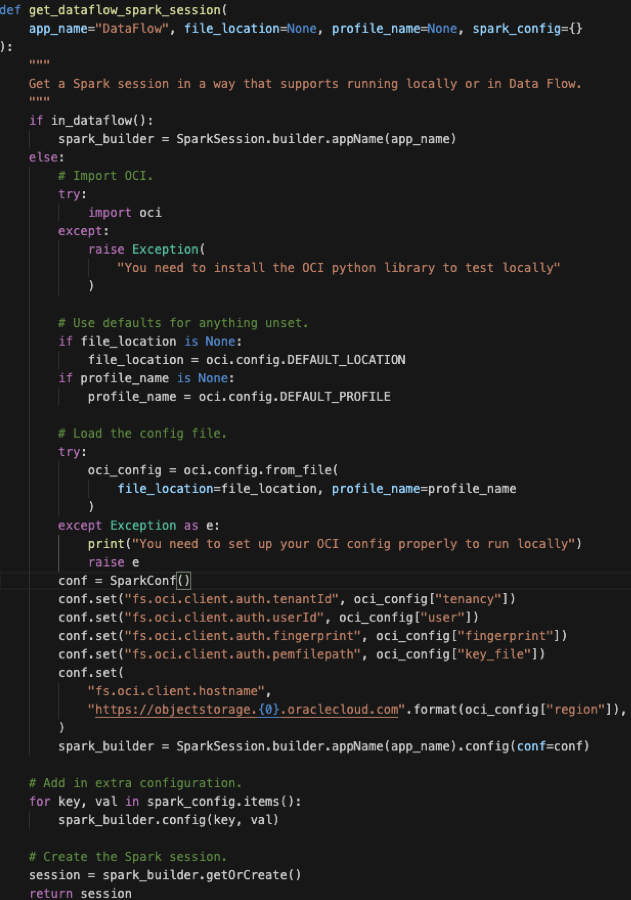 def get_dataflow_spark_session(
    app_name="DataFlow", file_location=None, profile_name=None, spark_config={}
):
    """
    Get a Spark session in a way that supports running locally or in Data Flow.
    """
    if in_dataflow():
        spark_builder = SparkSession.builder.appName(app_name)
    else:
        # Import OCI.
        try:
            import oci
        except:
            raise Exception(
                "You need to install the OCI python library to test locally"
            )

        # Use defaults for anything unset.
        if file_location is None:
            file_location = oci.config.DEFAULT_LOCATION
        if profile_name is None:
            profile_name = oci.config.DEFAULT_PROFILE

        # Load the config file.
        try:
            oci_config = oci.config.from_file(
                file_location=file_location, profile_name=profile_name
            )
        except Exception as e:
            print("You need to set up your OCI config properly to run locally")
            raise e
        conf = SparkConf()
        conf.set("fs.oci.client.auth.tenantId", oci_config["tenancy"])
        conf.set("fs.oci.client.auth.userId", oci_config["user"])
        conf.set("fs.oci.client.auth.fingerprint", oci_config["fingerprint"])
        conf.set("fs.oci.client.auth.pemfilepath", oci_config["key_file"])
        conf.set(
            "fs.oci.client.hostname",
            "https://objectstorage.{0}.oraclecloud.com".format(oci_config["region"]),
        )
        spark_builder = SparkSession.builder.appName(app_name).config(conf=conf)

    # Add in extra configuration.
    for key, val in spark_config.items():
        spark_builder.config(key, val)

    # Create the Spark session.
    session = spark_builder.getOrCreate()
    return session